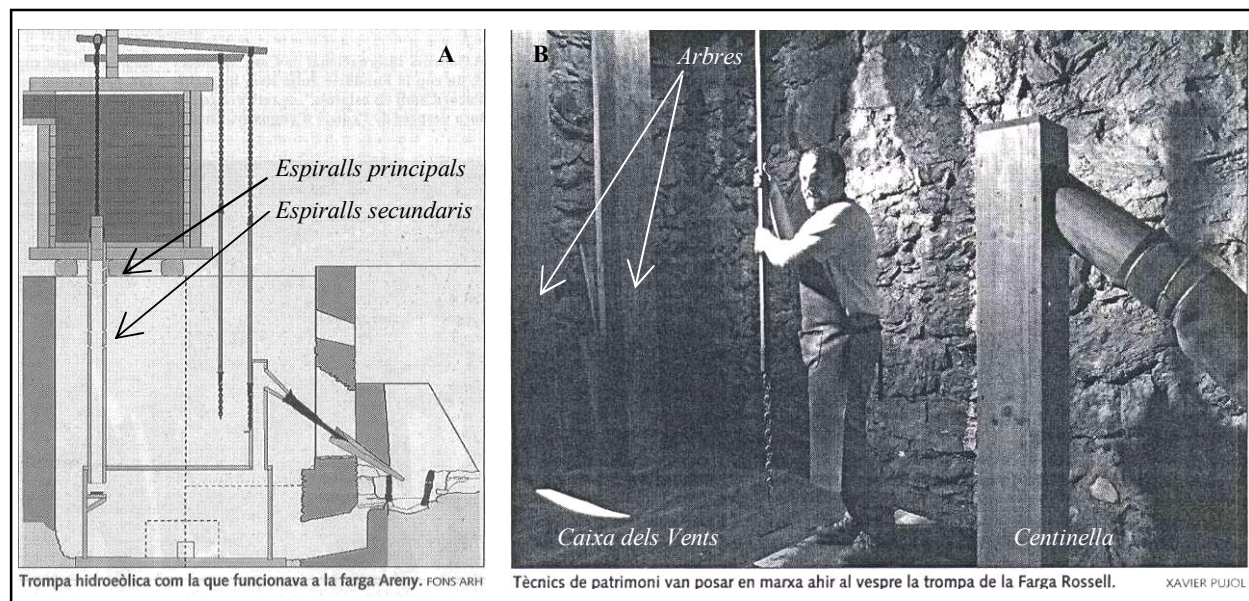 A
Espiralls principals
Espiralls secundaris
Trompa hidroeòlica com la que funcionava a la farga Areny. FONS ARH
B
Arbres
Caixa dels Vents
Centinella
Tècnics de patrimoni van posar en marxa ahir al vespre la trompa de la Farga Rossell. XAVIER PUJOL